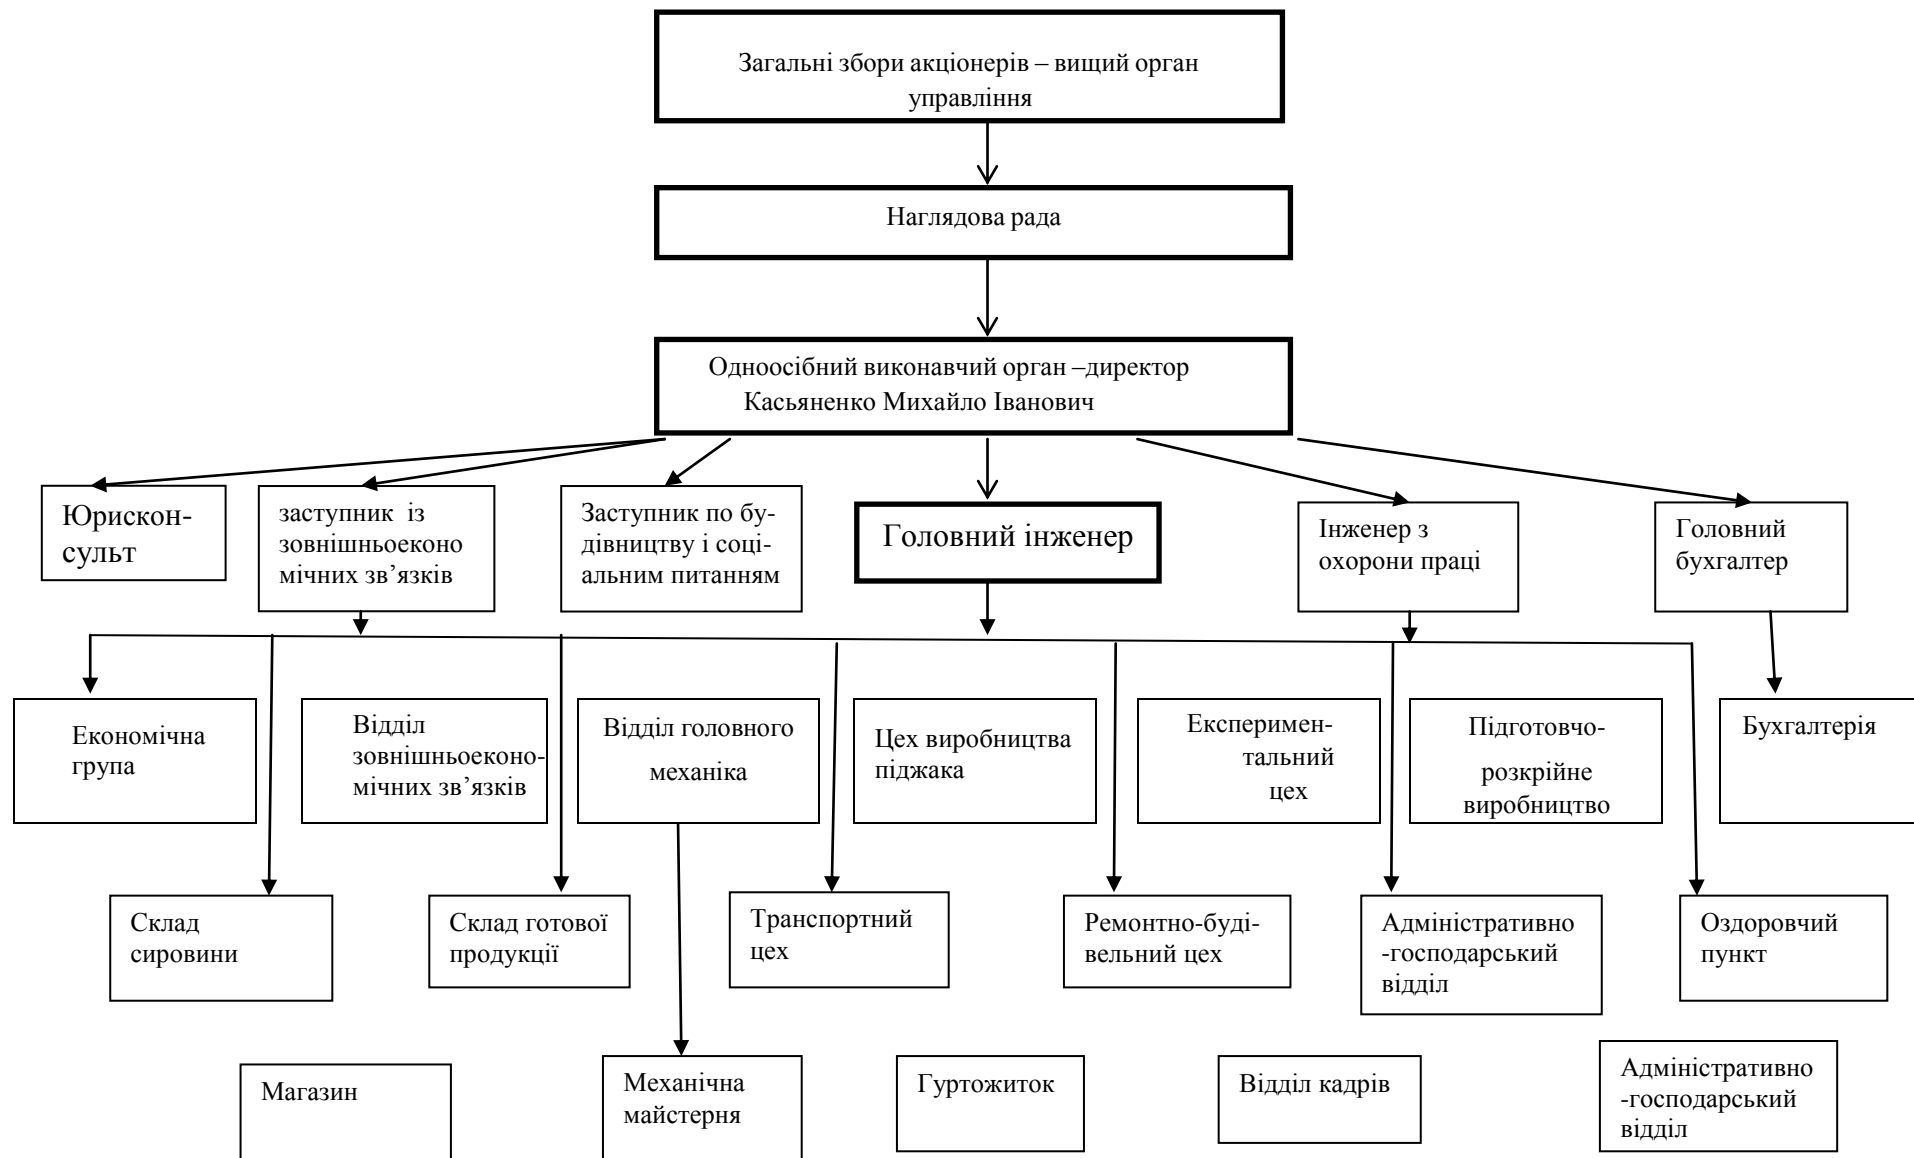 Загальні збори акціонерів – вищий орган
управління
Наглядова рада
Одноосібний виконавчий орган –директор
Касьяненко Михайло Іванович
Юрискон-
сульт
заступник  із
зовнішньоеконо
мічних зв’язків
Заступник по бу-
дівництву і соці-
альним питанням
Головний інженер
Інженер з
охорони праці
Головний
бухгалтер
Економічна
група
Відділ
зовнішньоеконо-
мічних зв’язків
Відділ головного
механіка
Цех виробництва
піджака
Експеримен-
тальний
цех
Підготовчо-
розкрійне
виробництво
Бухгалтерія
Склад
сировини
Склад готової
продукції
Транспортний
цех
Ремонтно-буді-
вельний цех
Адміністративно
-господарський
відділ
Оздоровчий
пункт
Магазин
Механічна
майстерня
Гуртожиток
Відділ кадрів
Адміністративно
-господарський
відділ